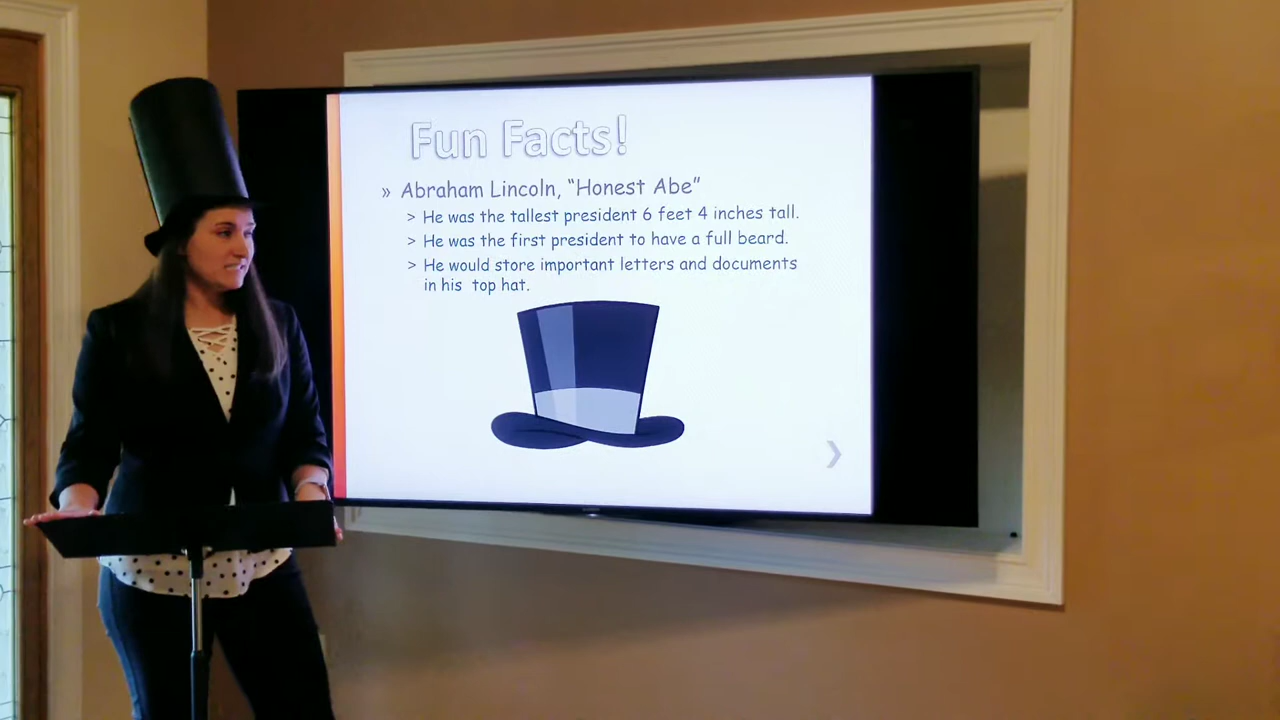 Fun Facts!
» Abraham Lincoln, “Honest Abe”
> He was the tallest president 6 feet 4 inches tall.
> He was the first president to have a full beard.
> He would store important letters and documents
in his top hat.